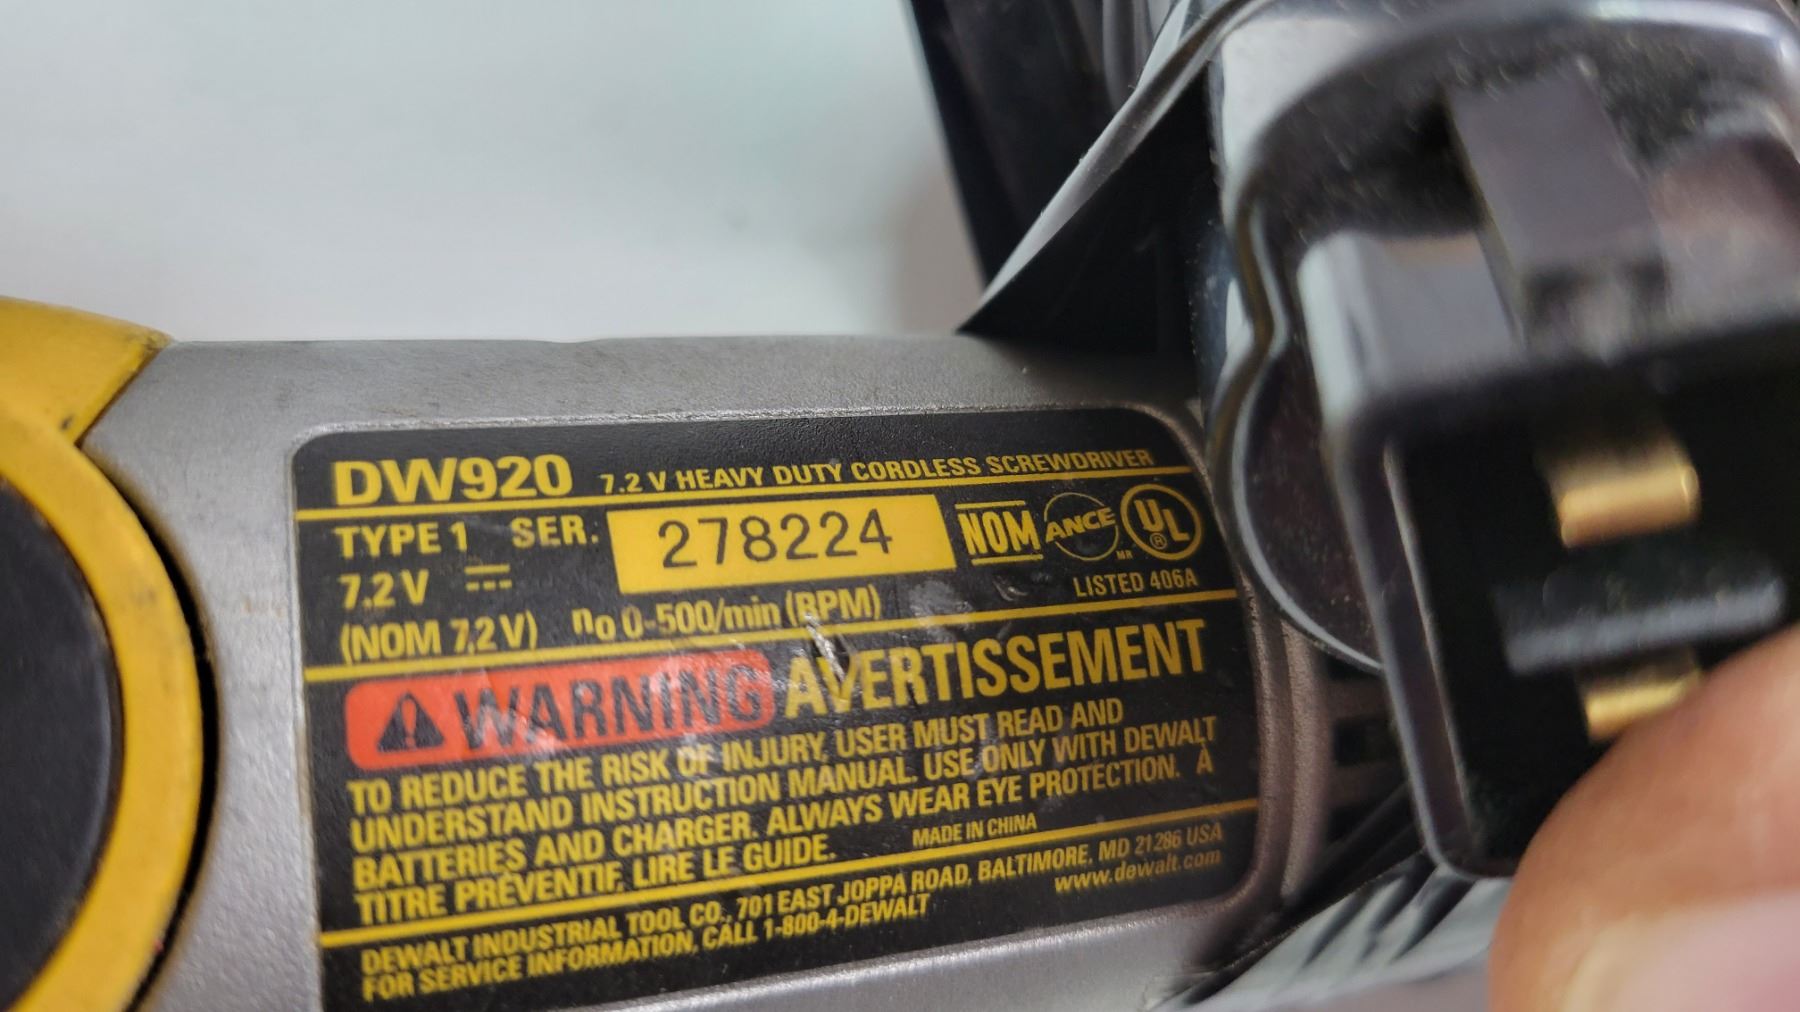 DW920 7.2 V HEAVY DUTY CORDLESS SCREWDRIVER
TYPE 1 SER. 278224 NOM ANCE MR UL ®
7.2 V LISTED 406A
(NOM 7,2 V) no 0-500/min (RPM)
WARNING AVERTISSEMENT
TO REDUCE THE RISK OF INJURY, USER MUST READ AND
UNDERSTAND INSTRUCTION MANUAL. USE ONLY WITH DEWALT
BATTERIES AND CHARGER. ALWAYS WEAR EYE PROTECTION. À
TITRE PRÉVENTIF, LIRE LE GUIDE. MADE IN CHINA
DEWALT INDUSTRIAL TOOL CO., 701 EAST JOPPA ROAD, BALTIMORE, MD 21286 USA
FOR SERVICE INFORMATION, CALL 1-800-4-DEWALT www.dewalt.com